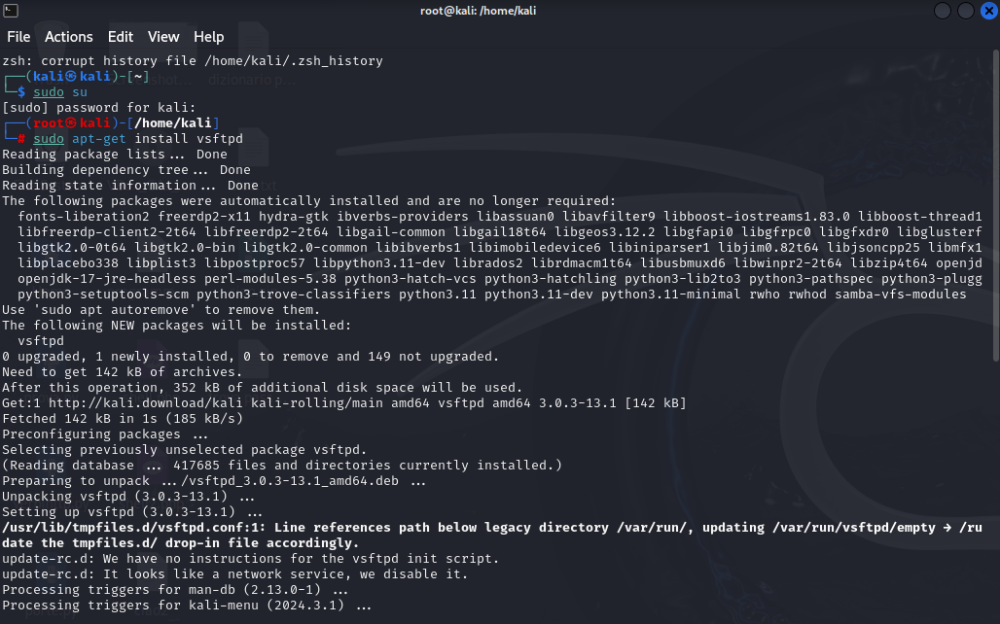 root@kali: /home/kali
File Actions Edit View Help
zsh: corrupt history file /home/kali/.zsh_history
┌──(kali㉿kali)-[~]
└─$ sudo su
[sudo] password for kali:
┌──(root㉿kali)-[/home/kali]
└─# sudo apt-get install vsftpd
Reading package lists... Done
Building dependency tree... Done
Reading state information... Done
The following packages were automatically installed and are no longer required:
  fonts-liberation2 freerdp2-x11 hydra-gtk ibverbs-providers libassuan0 libavfilter9 libboost-iostreams1.83.0 libboost-thread1
  libfreerdp-client2-2t64 libfreerdp2-2t64 libgail-common libgail18t64 libgeos3.12.2 libgfapi0 libgfrpc0 libgfxdr0 libglusterf
  libgtk2.0-0t64 libgtk2.0-bin libgtk2.0-common libibverbs1 libimobiledevice6 libiniparser1 libjim0.82t64 libjsoncpp25 libmfx1
  libplacebo338 libplist3 libpostproc57 libpython3.11-dev librados2 librdmacm1t64 libusbmuxd6 libwinpr2-2t64 libzip4t64 openjd
  openjdk-17-jre-headless perl-modules-5.38 python3-hatch-vcs python3-hatchling python3-lib2to3 python3-pathspec python3-plugg
  python3-setuptools-scm python3-trove-classifiers python3.11 python3.11-dev python3.11-minimal rwho rwhod samba-vfs-modules
Use 'sudo apt autoremove' to remove them.
The following NEW packages will be installed:
  vsftpd
0 upgraded, 1 newly installed, 0 to remove and 149 not upgraded.
Need to get 142 kB of archives.
After this operation, 352 kB of additional disk space will be used.
Get:1 http://kali.download/kali kali-rolling/main amd64 vsftpd amd64 3.0.3-13.1 [142 kB]
Fetched 142 kB in 1s (185 kB/s)
Preconfiguring packages ...
Selecting previously unselected package vsftpd.
(Reading database ... 417685 files and directories currently installed.)
Preparing to unpack .../vsftpd_3.0.3-13.1_amd64.deb ...
Unpacking vsftpd (3.0.3-13.1) ...
Setting up vsftpd (3.0.3-13.1) ...
/usr/lib/tmpfiles.d/vsftpd.conf:1: Line references path below legacy directory /var/run/, updating /var/run/vsftpd/empty → /ru
date the tmpfiles.d/ drop-in file accordingly.
update-rc.d: We have no instructions for the vsftpd init script.
update-rc.d: It looks like a network service, we disable it.
Processing triggers for man-db (2.13.0-1) ...
Processing triggers for kali-menu (2024.3.1) ...